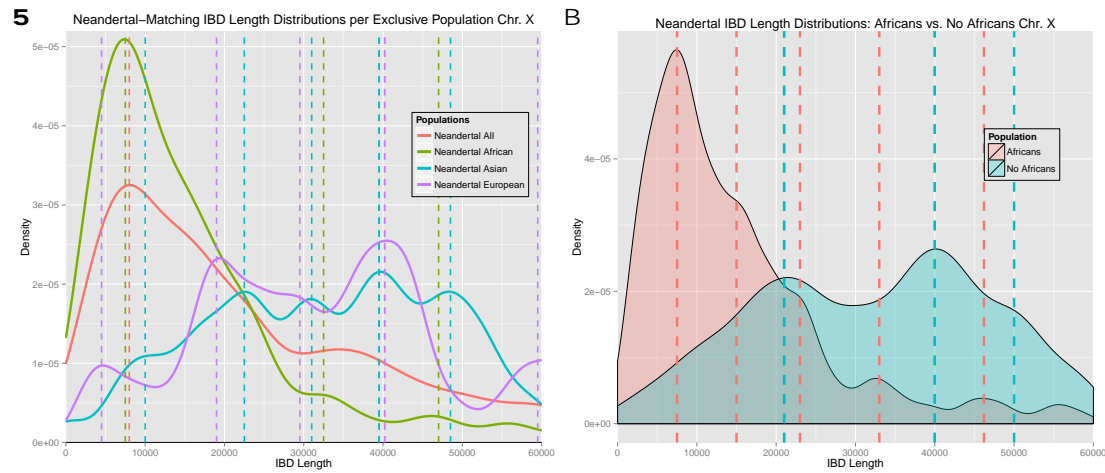 5
Neandertal−Matching IBD Length Distributions per Exclusive Population Chr. X
5e−05
4e−05
3e−05
2e−05
1e−05
0e+00
Density
0
10000
20000
30000
40000
50000
60000
IBD Length
Populations
Neandertal All
Neandertal African
Neandertal Asian
Neandertal European
B
Neandertal IBD Length Distributions: Africans vs. No Africans Chr. X
4e−05
2e−05
0e+00
Density
0
10000
20000
30000
40000
50000
60000
IBD Length
Population
Africans
No Africans